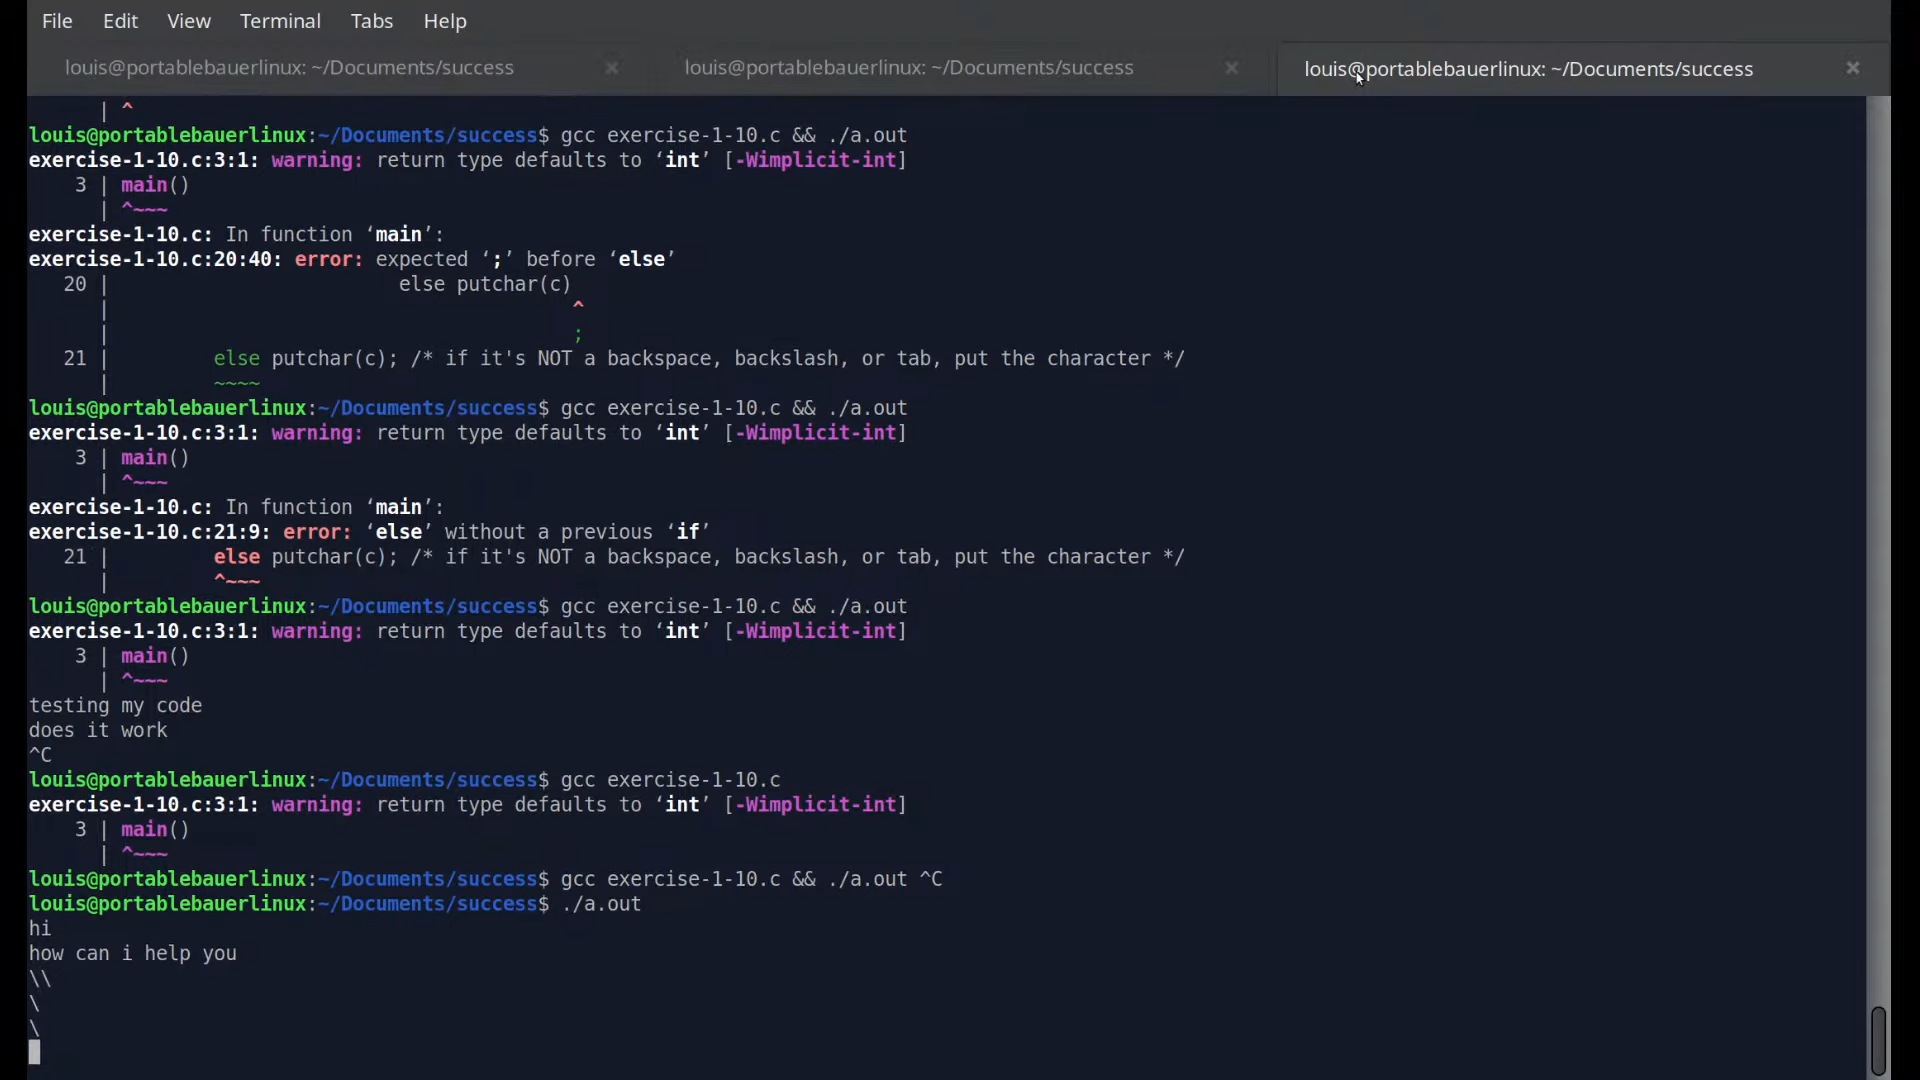 File Edit View Terminal Tabs Help
louis@portablebauerlinux: ~/Documents/success × louis@portablebauerlinux: ~/Documents/success × louis@portablebauerlinux: ~/Documents/success ×
| ^
louis@portablebauerlinux:~/Documents/success$ gcc exercise-1-10.c && ./a.out
exercise-1-10.c:3:1: warning: return type defaults to ‘int’ [-Wimplicit-int]
3 | main()
| ^~~~
exercise-1-10.c: In function ‘main’:
exercise-1-10.c:20:40: error: expected ‘;’ before ‘else’
20 | else putchar(c)
| ^
| ;
21 | else putchar(c); /* if it's NOT a backspace, backslash, or tab, put the character */
| ~~~~
louis@portablebauerlinux:~/Documents/success$ gcc exercise-1-10.c && ./a.out
exercise-1-10.c:3:1: warning: return type defaults to ‘int’ [-Wimplicit-int]
3 | main()
| ^~~~
exercise-1-10.c: In function ‘main’:
exercise-1-10.c:21:9: error: ‘else’ without a previous ‘if’
21 | else putchar(c); /* if it's NOT a backspace, backslash, or tab, put the character */
| ^~~~
louis@portablebauerlinux:~/Documents/success$ gcc exercise-1-10.c && ./a.out
exercise-1-10.c:3:1: warning: return type defaults to ‘int’ [-Wimplicit-int]
3 | main()
| ^~~~
testing my code
does it work
^C
louis@portablebauerlinux:~/Documents/success$ gcc exercise-1-10.c
exercise-1-10.c:3:1: warning: return type defaults to ‘int’ [-Wimplicit-int]
3 | main()
| ^~~~
louis@portablebauerlinux:~/Documents/success$ gcc exercise-1-10.c && ./a.out ^C
louis@portablebauerlinux:~/Documents/success$ ./a.out
hi
how can i help you
\\
\
\